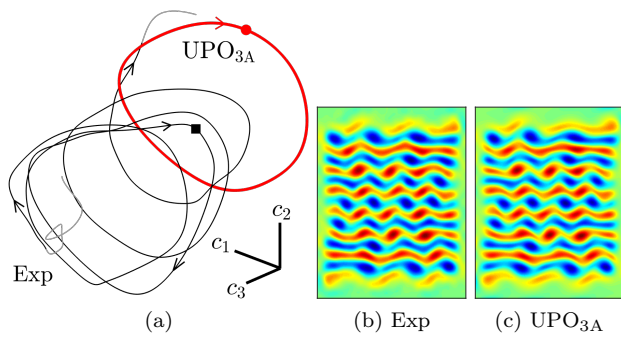 UPO₃ₐ
c₂
c₁
c₃
Exp
(a)
(b) Exp
(c) UPO₃ₐ